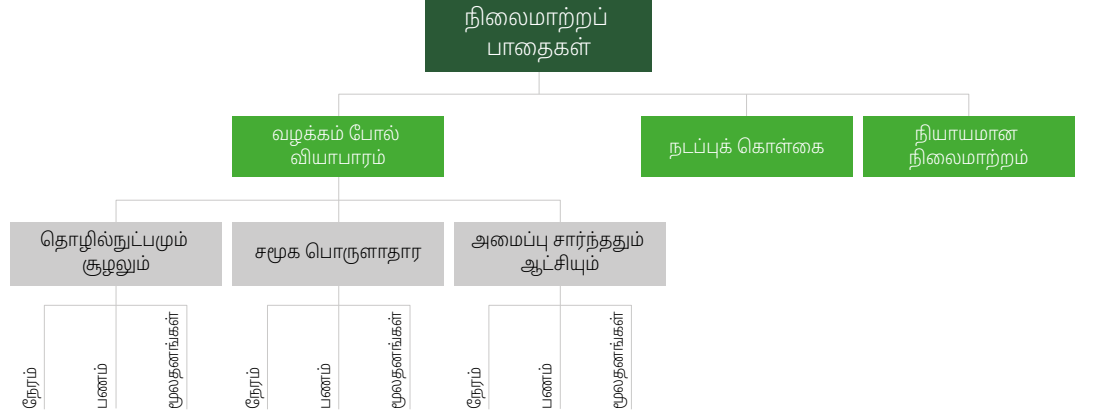 நிலைமாற்றப்
பாதைகள்
வழக்கம் போல்
வியாபாரம்
நடப்புக் கொள்கை
நியாயமான
நிலைமாற்றம்
தொழில்நுட்பமும்
சூழலும்
சமூக பொருளாதார
அமைப்பு சார்ந்ததும்
ஆட்சியும்
நேரம்
பணம்
மூலதனங்கள்
நேரம்
பணம்
மூலதனங்கள்
நேரம்
பணம்
மூலதனங்கள்